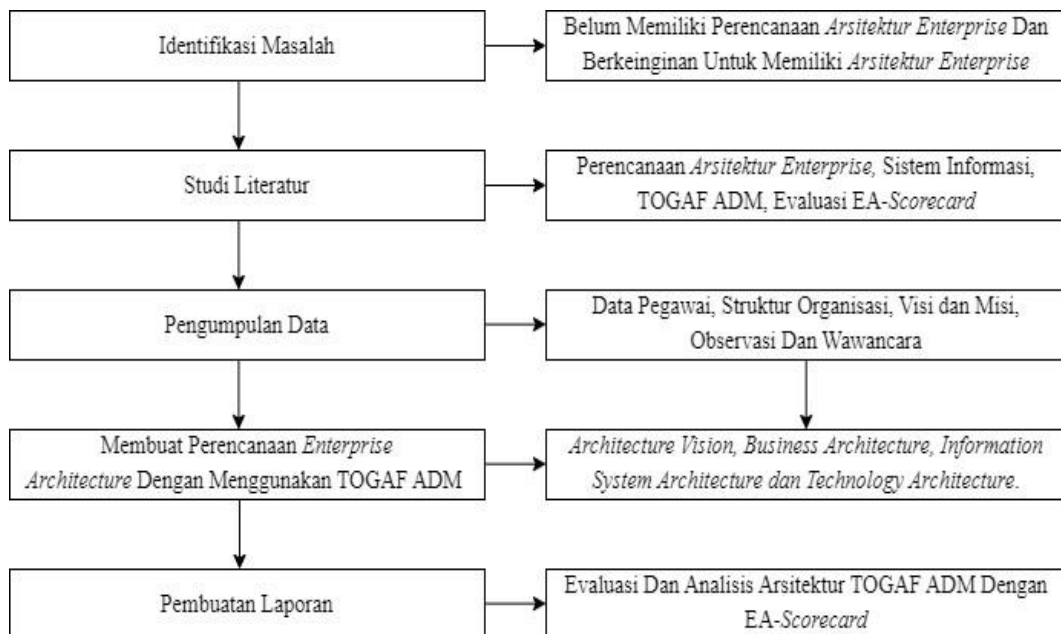 Identifikasi Masalah
Belum Memiliki Perencanaan Arsitektur Enterprise Dan
Berkeinginan Untuk Memiliki Arsitektur Enterprise
Studi Literatur
Perencanaan Arsitektur Enterprise, Sistem Informasi,
TOGAF ADM, Evaluasi EA-Scorecard
Pengumpulan Data
Data Pegawai, Struktur Organisasi, Visi dan Misi,
Observasi Dan Wawancara
Membuat Perencanaan Enterprise
Architecture Dengan Menggunakan TOGAF ADM
Architecture Vision, Business Architecture, Information
System Architecture dan Technology Architecture.
Pembuatan Laporan
Evaluasi Dan Analisis Arsitektur TOGAF ADM Dengan
EA-Scorecard